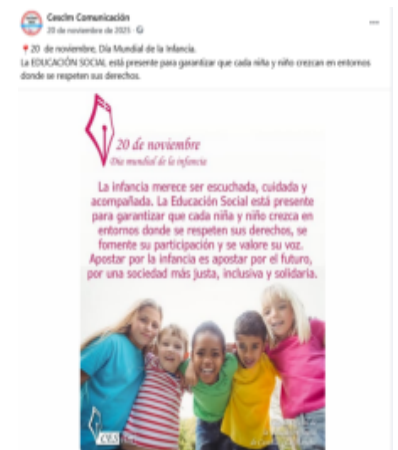 Cesclm Comunicación
20 de noviembre de 2025
20 de noviembre, Día Mundial de la Infancia.
La EDUCACIÓN SOCIAL está presente para garantizar que cada niña y niño crezcan en entornos
donde se respeten sus derechos.
20 de noviembre
Día mundial de la infancia
La infancia merece ser escuchada, cuidada y
acompañada. La Educación Social está presente
para garantizar que cada niña y niño crezca en
entornos donde se respeten sus derechos, se
fomente su participación y se valore su voz.
Apostar por la infancia es apostar por el futuro,
por una sociedad más justa, inclusiva y solidaria.